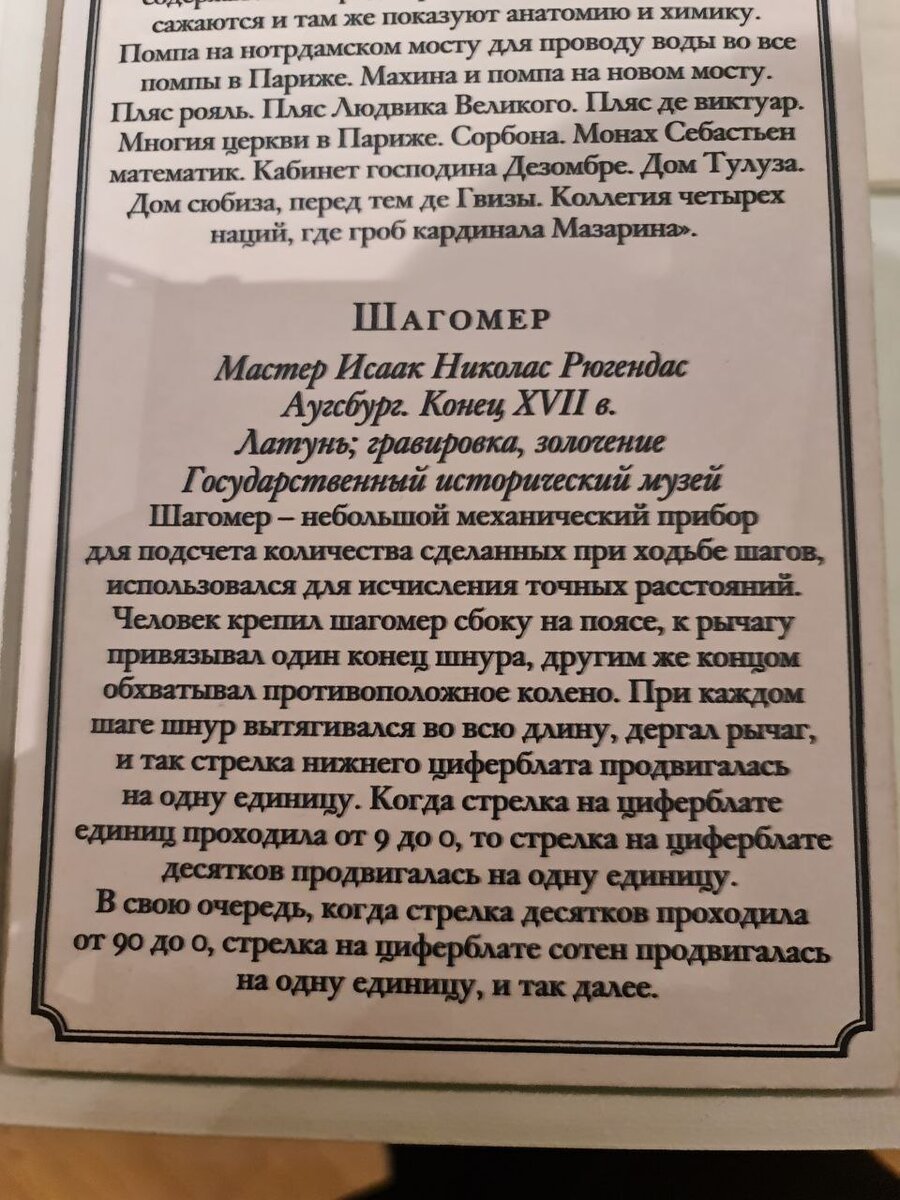 сажаются и там же показуют анатомию и химику.
Помпа на нотрдамском мосту для проводу воды во все
помпы в Париже. Махина и помпа на новом мосту.
Пляс рояль. Пляс Людвика Великого. Пляс де виктуар.
Многия церкви в Париже. Сорбона. Монах Себастьен
математик. Кабинет господина Дезомбре. Дом Тулуза.
Дом сюбиза, перед тем де Гвизы. Коллегия четырех
наций, где гроб кардинала Мазарина».
Шагомер
Мастер Исаак Николас Рюгендас
Аугсбург. Конец XVII в.
Латунь; гравировка, золочение
Государственный исторический музей
Шагомер – небольшой механический прибор
для подсчета количества сделанных при ходьбе шагов,
использовался для исчисления точных расстояний.
Человек крепил шагомер сбоку на поясе, к рычагу
привязывал один конец шнура, другим же концом
обхватывал противоположное колено. При каждом
шаге шнур вытягивался во всю длину, дергал рычаг,
и так стрелка нижнего циферблата продвигалась
на одну единицу. Когда стрелка на циферблате
единиц проходила от 9 до 0, то стрелка на циферблате
десятков продвигалась на одну единицу.
В свою очередь, когда стрелка десятков проходила
от 90 до 0, стрелка на циферблате сотен продвигалась
на одну единицу, и так далее.